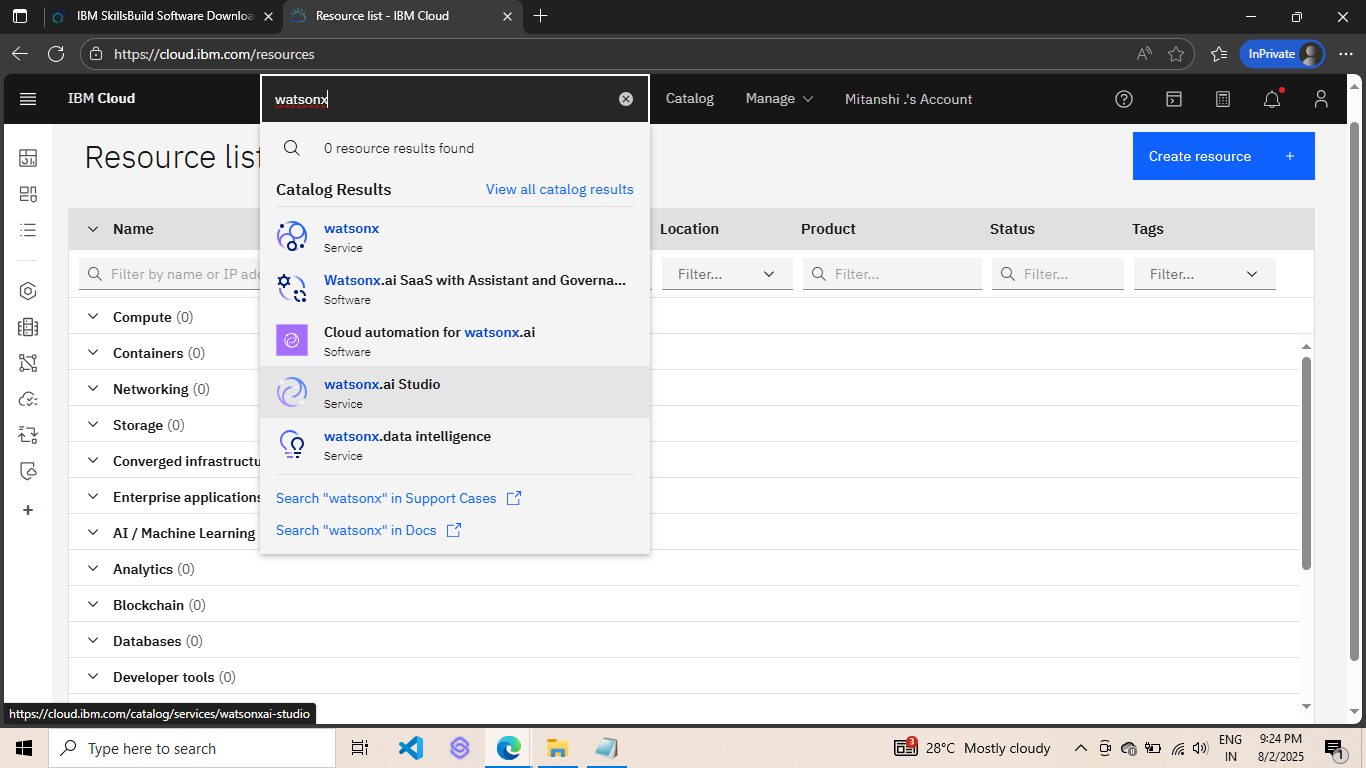 IBM SkillsBuild Software Downloa
Resource list - IBM Cloud
https://cloud.ibm.com/resources
InPrivate
IBM Cloud
watsonx
Catalog
Manage
Mitanshi .'s Account
Resource list
Create resource +
0 resource results found
Catalog Results
View all catalog results
watsonx
Service
Watsonx.ai SaaS with Assistant and Governa...
Software
Cloud automation for watsonx.ai
Software
watsonx.ai Studio
Service
watsonx.data intelligence
Service
Search "watsonx" in Support Cases
Search "watsonx" in Docs
Name
Location
Product
Status
Tags
Filter by name or IP add
Filter...
Filter...
Filter...
Filter...
Compute (0)
Containers (0)
Networking (0)
Storage (0)
Converged infrastructu
Enterprise applications
AI / Machine Learning
Analytics (0)
Blockchain (0)
Databases (0)
Developer tools (0)
https://cloud.ibm.com/catalog/services/watsonxai-studio
Type here to search
3
28°C Mostly cloudy
ENG
IN
9:24 PM
8/2/2025
1